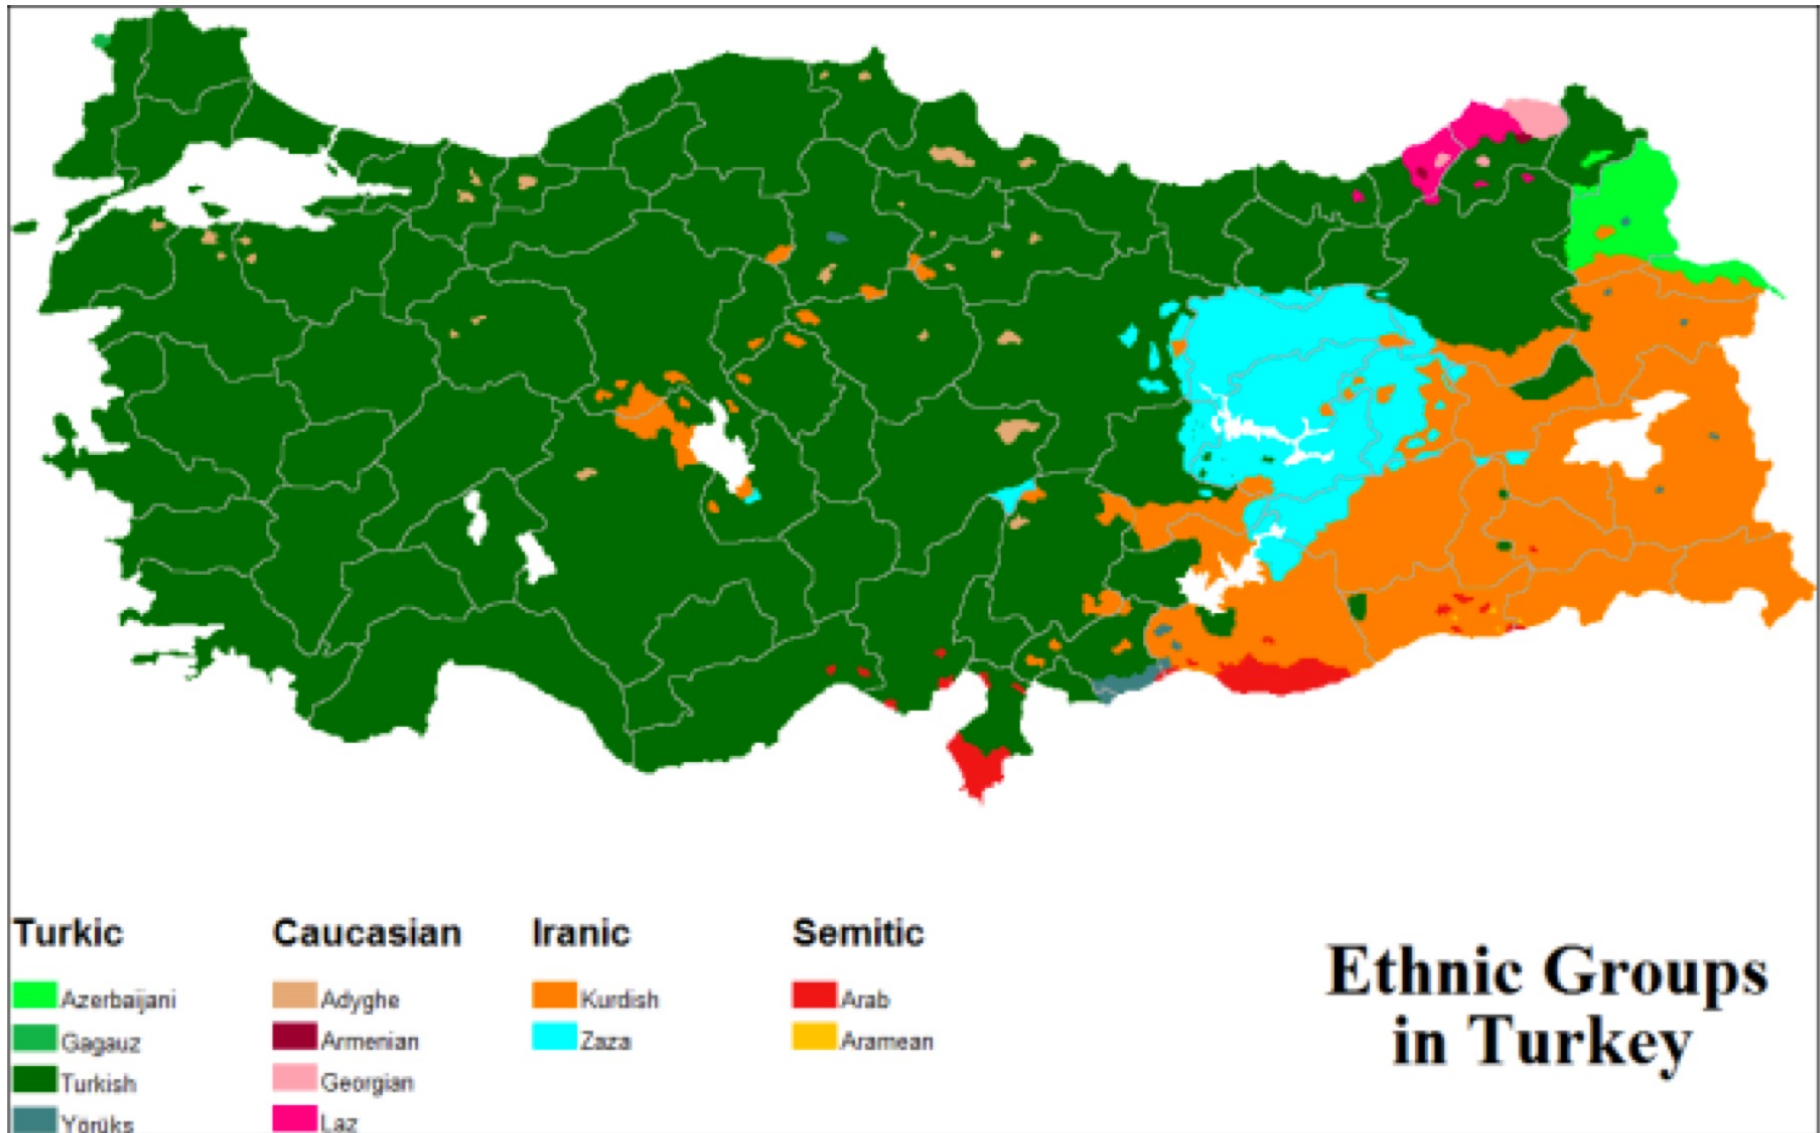 Turkic
Azerbaijani
Gagauz
Turkish
Yörüks
Caucasian
Adyghe
Armenian
Georgian
Laz
Iranic
Kurdish
Zaza
Semitic
Arab
Aramean
Ethnic Groups
in Turkey